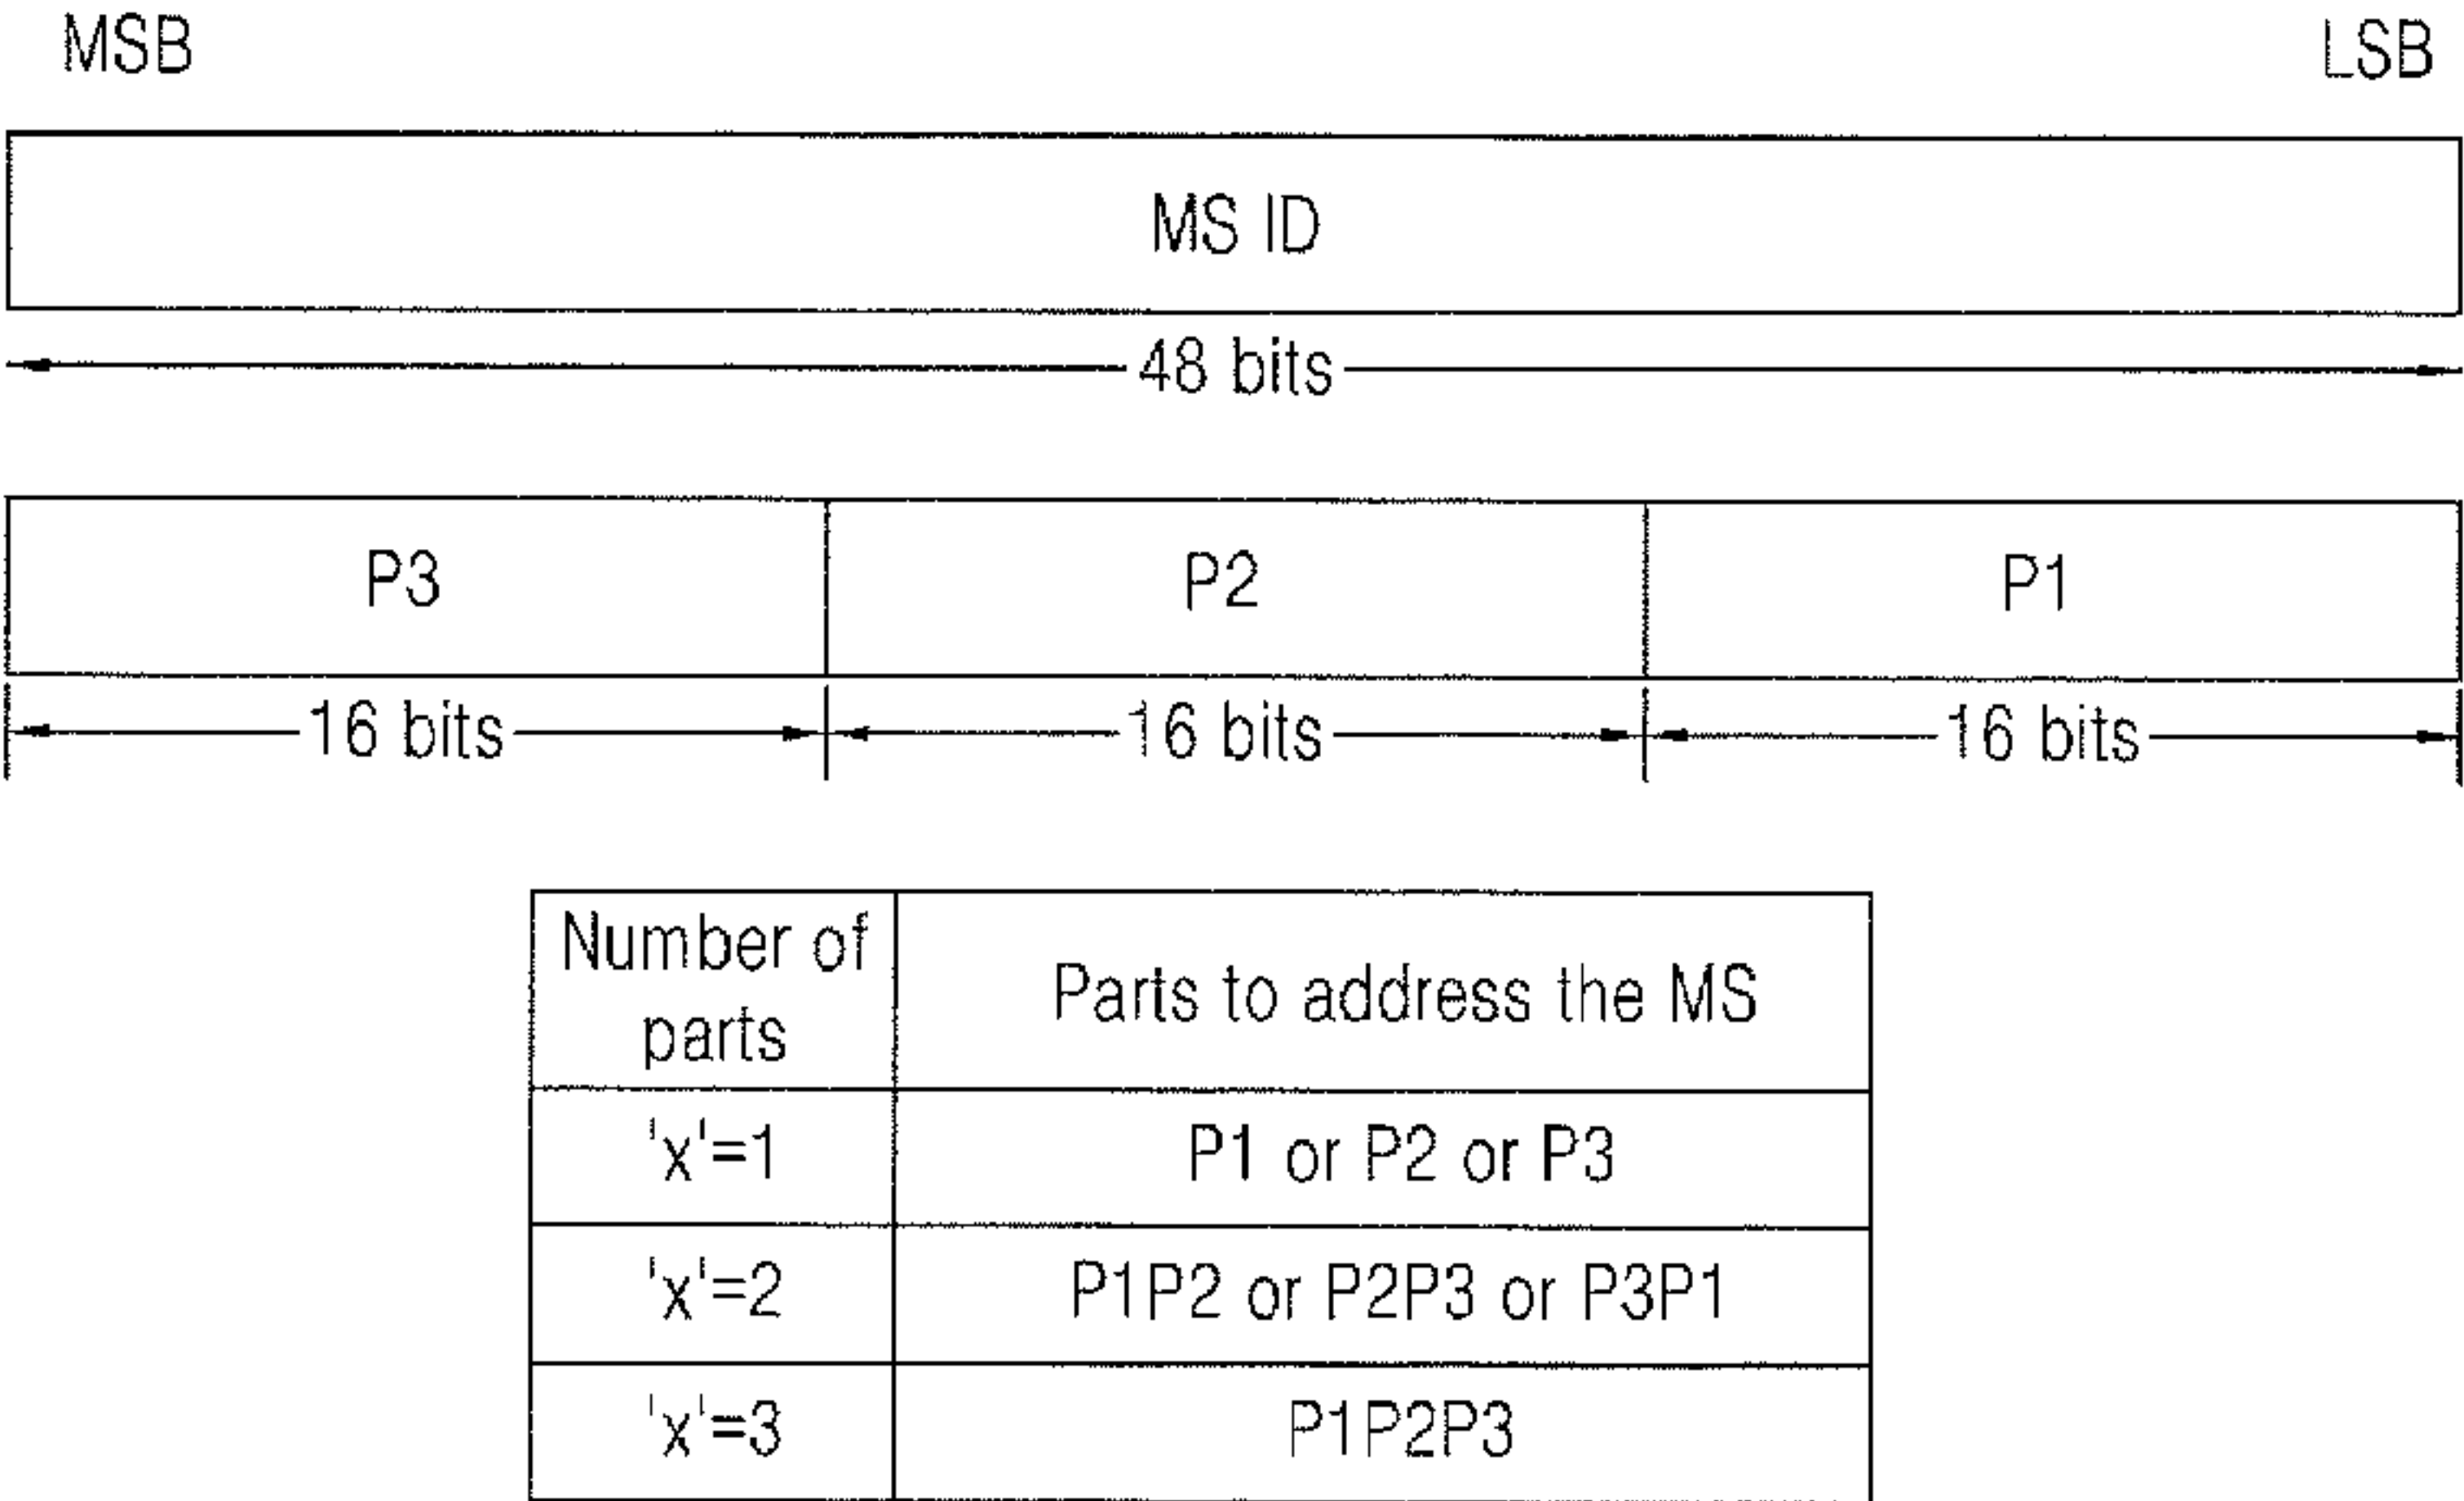 MSB LSB
MS ID
48 bits
P3 P2 P1
16 bits 16 bits 16 bits
Number of parts Parts to address the MS
'x'=1 P1 or P2 or P3
'x'=2 P1P2 or P2P3 or P3P1
'x'=3 P1P2P3